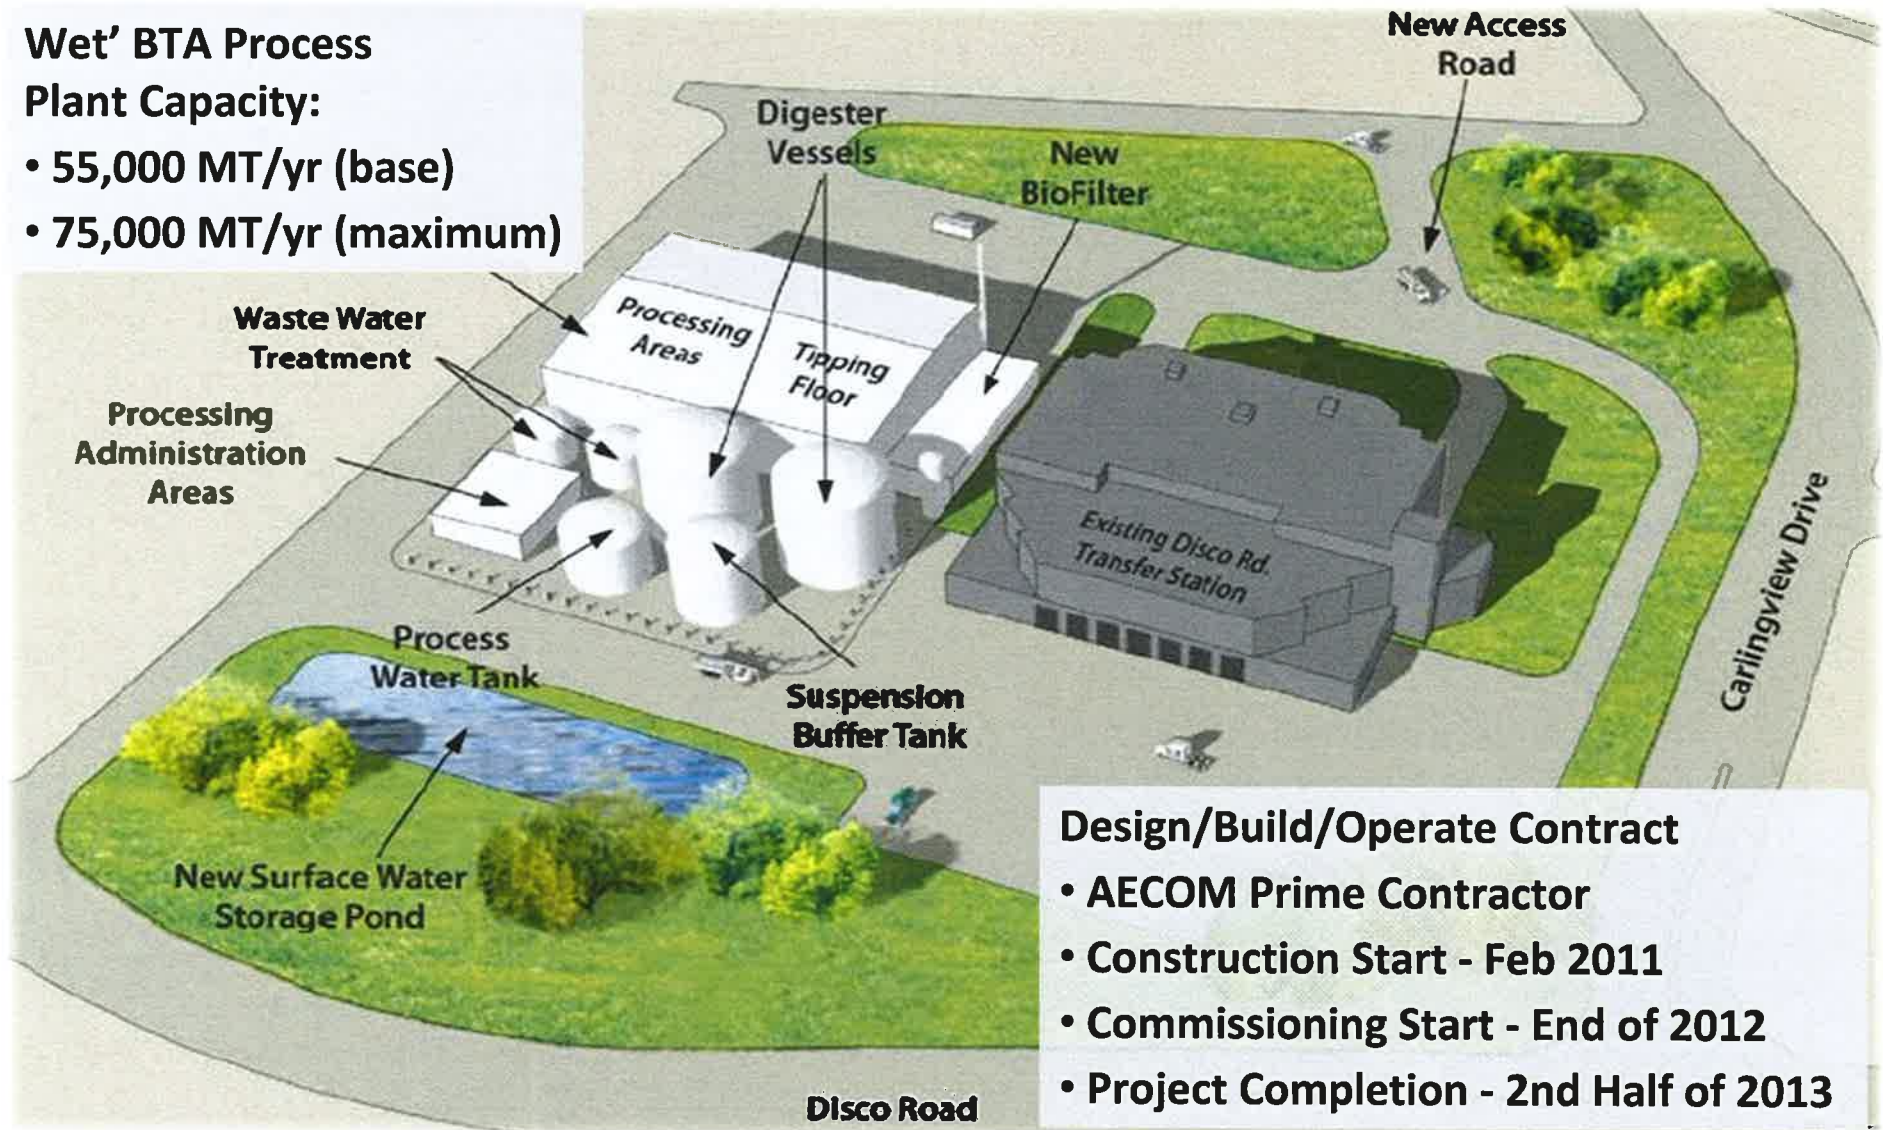 Wet’ BTA Process
Plant Capacity:
• 55,000 MT/yr (base)
• 75,000 MT/yr (maximum)
New Access
Road
Digester
Vessels
New
BioFilter
Waste Water
Treatment
Processing
Areas
Tipping
Floor
Processing
Administration
Areas
Existing Disco Rd.
Transfer Station
Carlingview Drive
Process
Water Tank
Suspension
Buffer Tank
New Surface Water
Storage Pond
Disco Road
Design/Build/Operate Contract
• AECOM Prime Contractor
• Construction Start - Feb 2011
• Commissioning Start - End of 2012
• Project Completion - 2nd Half of 2013